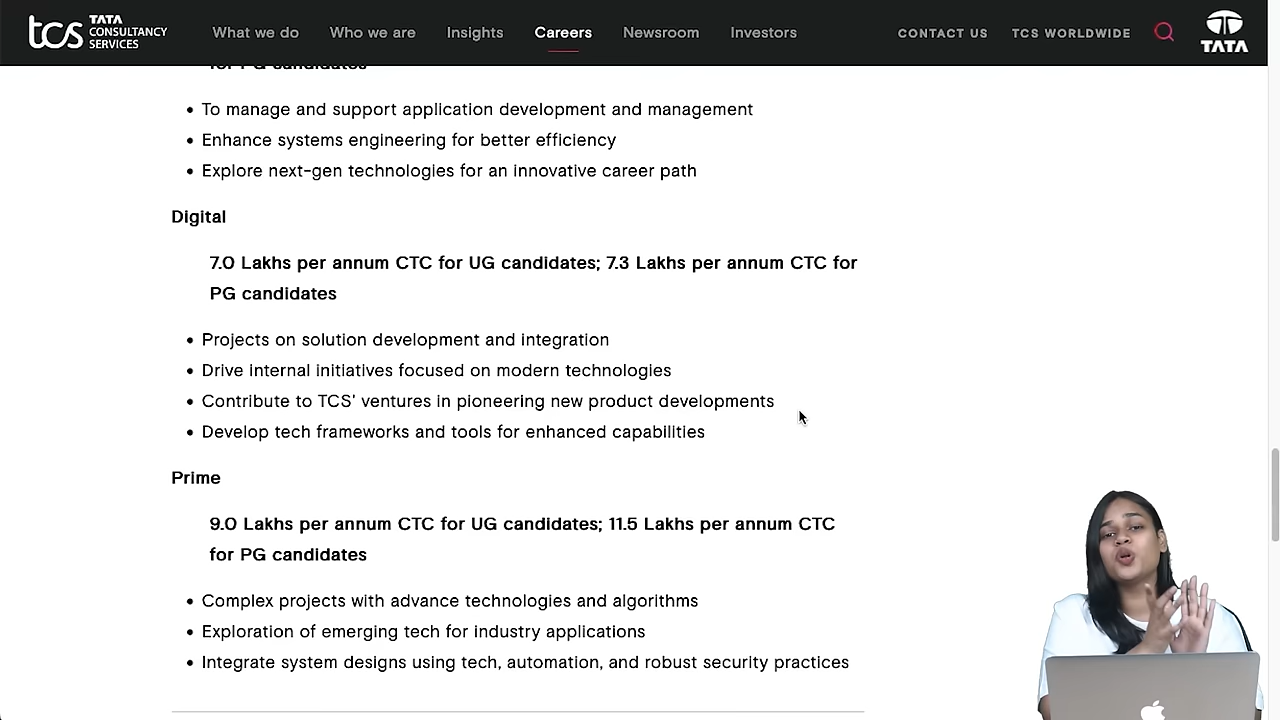 tcs TATA CONSULTANCY SERVICES
What we do Who we are Insights Careers Newsroom Investors CONTACT US TCS WORLDWIDE TATA
for PG candidates
• To manage and support application development and management
• Enhance systems engineering for better efficiency
• Explore next-gen technologies for an innovative career path
Digital
7.0 Lakhs per annum CTC for UG candidates; 7.3 Lakhs per annum CTC for
PG candidates
• Projects on solution development and integration
• Drive internal initiatives focused on modern technologies
• Contribute to TCS' ventures in pioneering new product developments
• Develop tech frameworks and tools for enhanced capabilities
Prime
9.0 Lakhs per annum CTC for UG candidates; 11.5 Lakhs per annum CTC
for PG candidates
• Complex projects with advance technologies and algorithms
• Exploration of emerging tech for industry applications
• Integrate system designs using tech, automation, and robust security practices